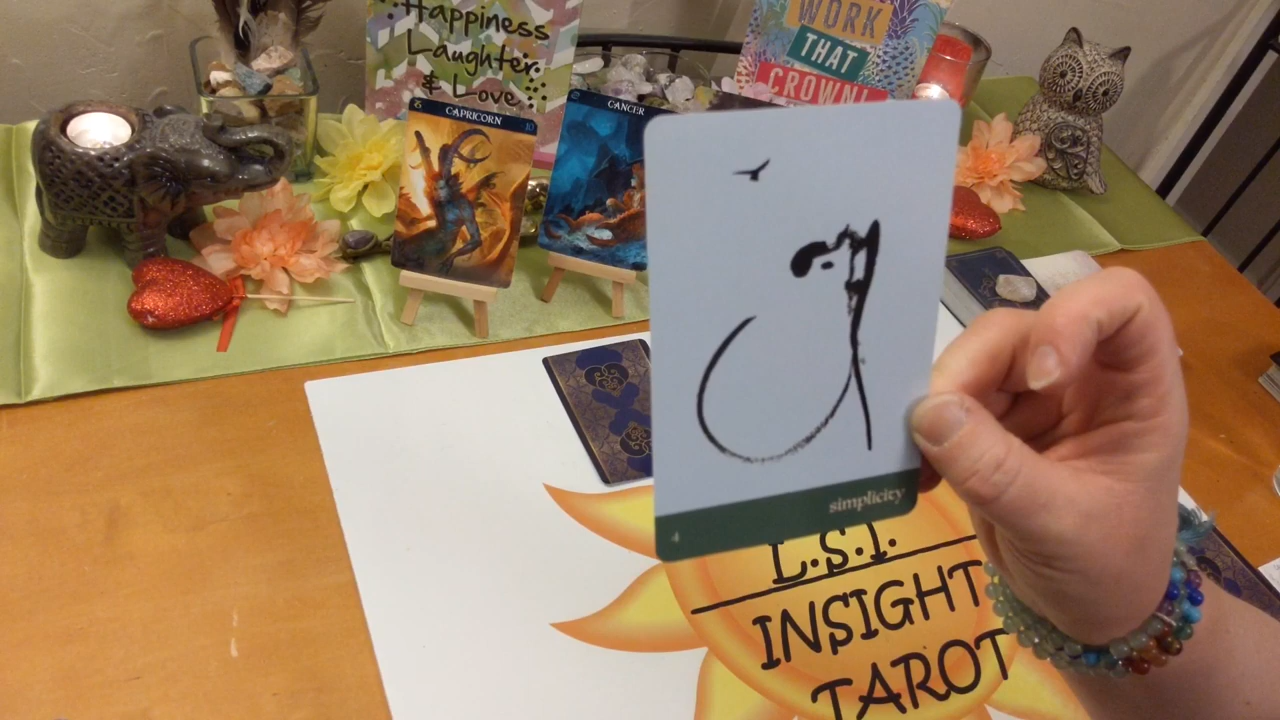 Happiness
Laughter
& Love
WORK
THAT
CROWN!
CAPRICORN
10
CANCER
4
simplicity
L.S.I.
INSIGHT
TAROT